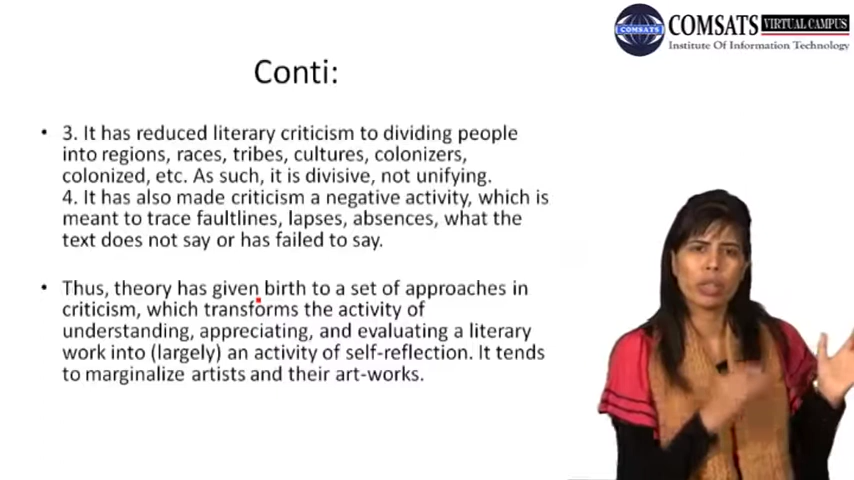 COMSATS
COMSATS VIRTUAL CAMPUS
Institute Of Information Technology
Conti:
• 3. It has reduced literary criticism to dividing people
into regions, races, tribes, cultures, colonizers,
colonized, etc. As such, it is divisive, not unifying.
4. It has also made criticism a negative activity, which is
meant to trace faultlines, lapses, absences, what the
text does not say or has failed to say.
• Thus, theory has given birth to a set of approaches in
criticism, which transforms the activity of
understanding, appreciating, and evaluating a literary
work into (largely) an activity of self-reflection. It tends
to marginalize artists and their art-works.